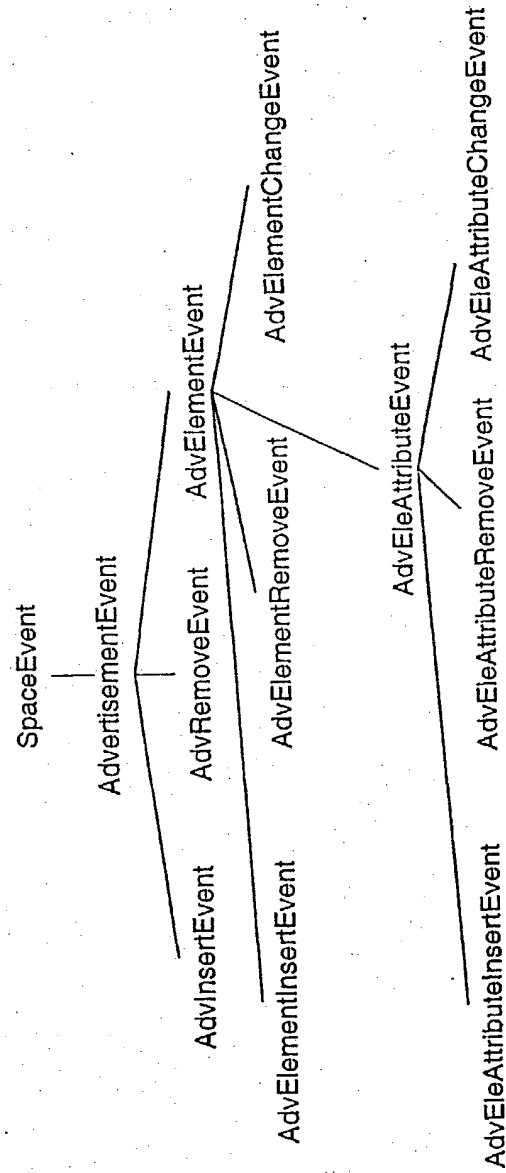 SpaceEvent
AdvertisementEvent
AdvInsertEvent AdvRemoveEvent AdvElementEvent
AdvElementInsertEvent AdvElementRemoveEvent AdvElementChangeEvent
AdvEleAttributeEvent
AdvEleAttributeInsertEvent AdvEleAttributeRemoveEvent AdvEleAttributeChangeEvent